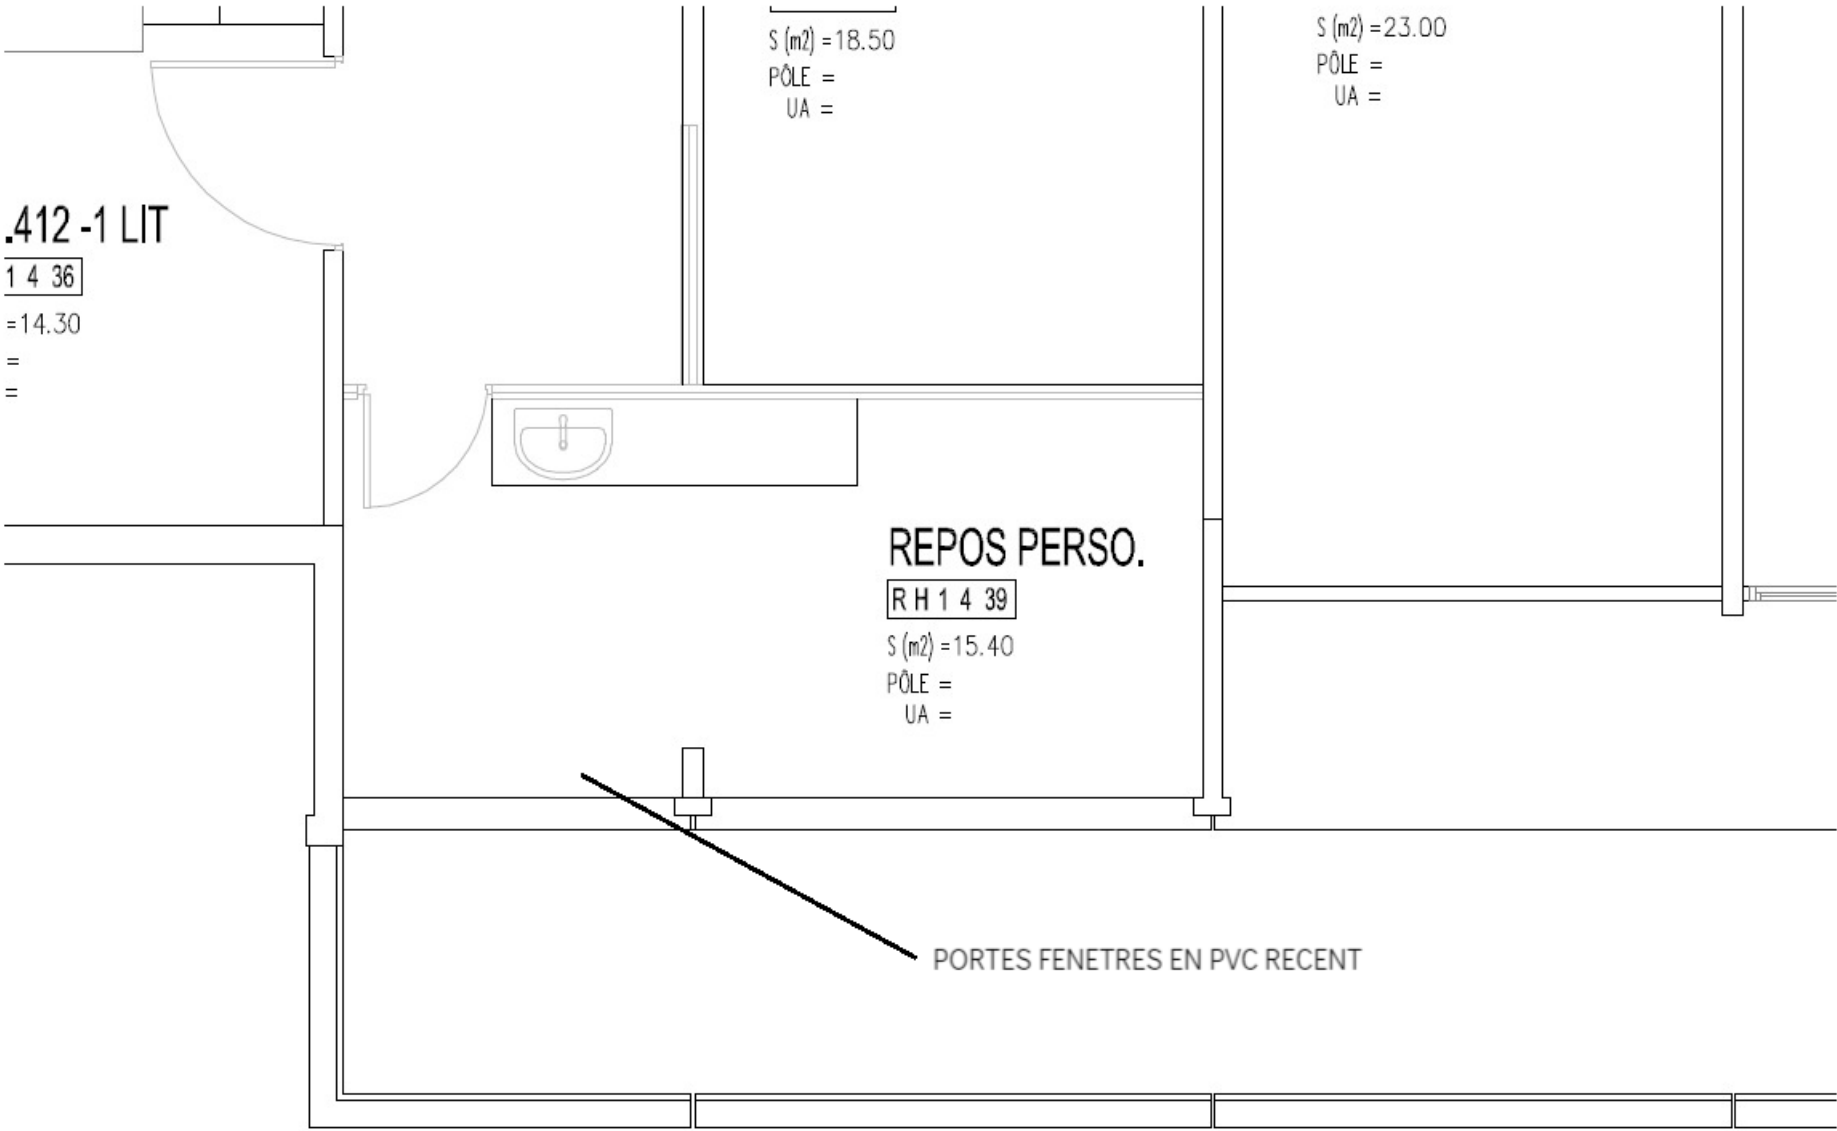 S (m2) =18.50
PÔLE =
UA =
S (m2) =23.00
PÔLE =
UA =
.412 -1 LIT
1 4 36
=14.30
=
=
REPOS PERSO.
R H 1 4 39
S (m2) =15.40
PÔLE =
UA =
PORTES FENETRES EN PVC RECENT